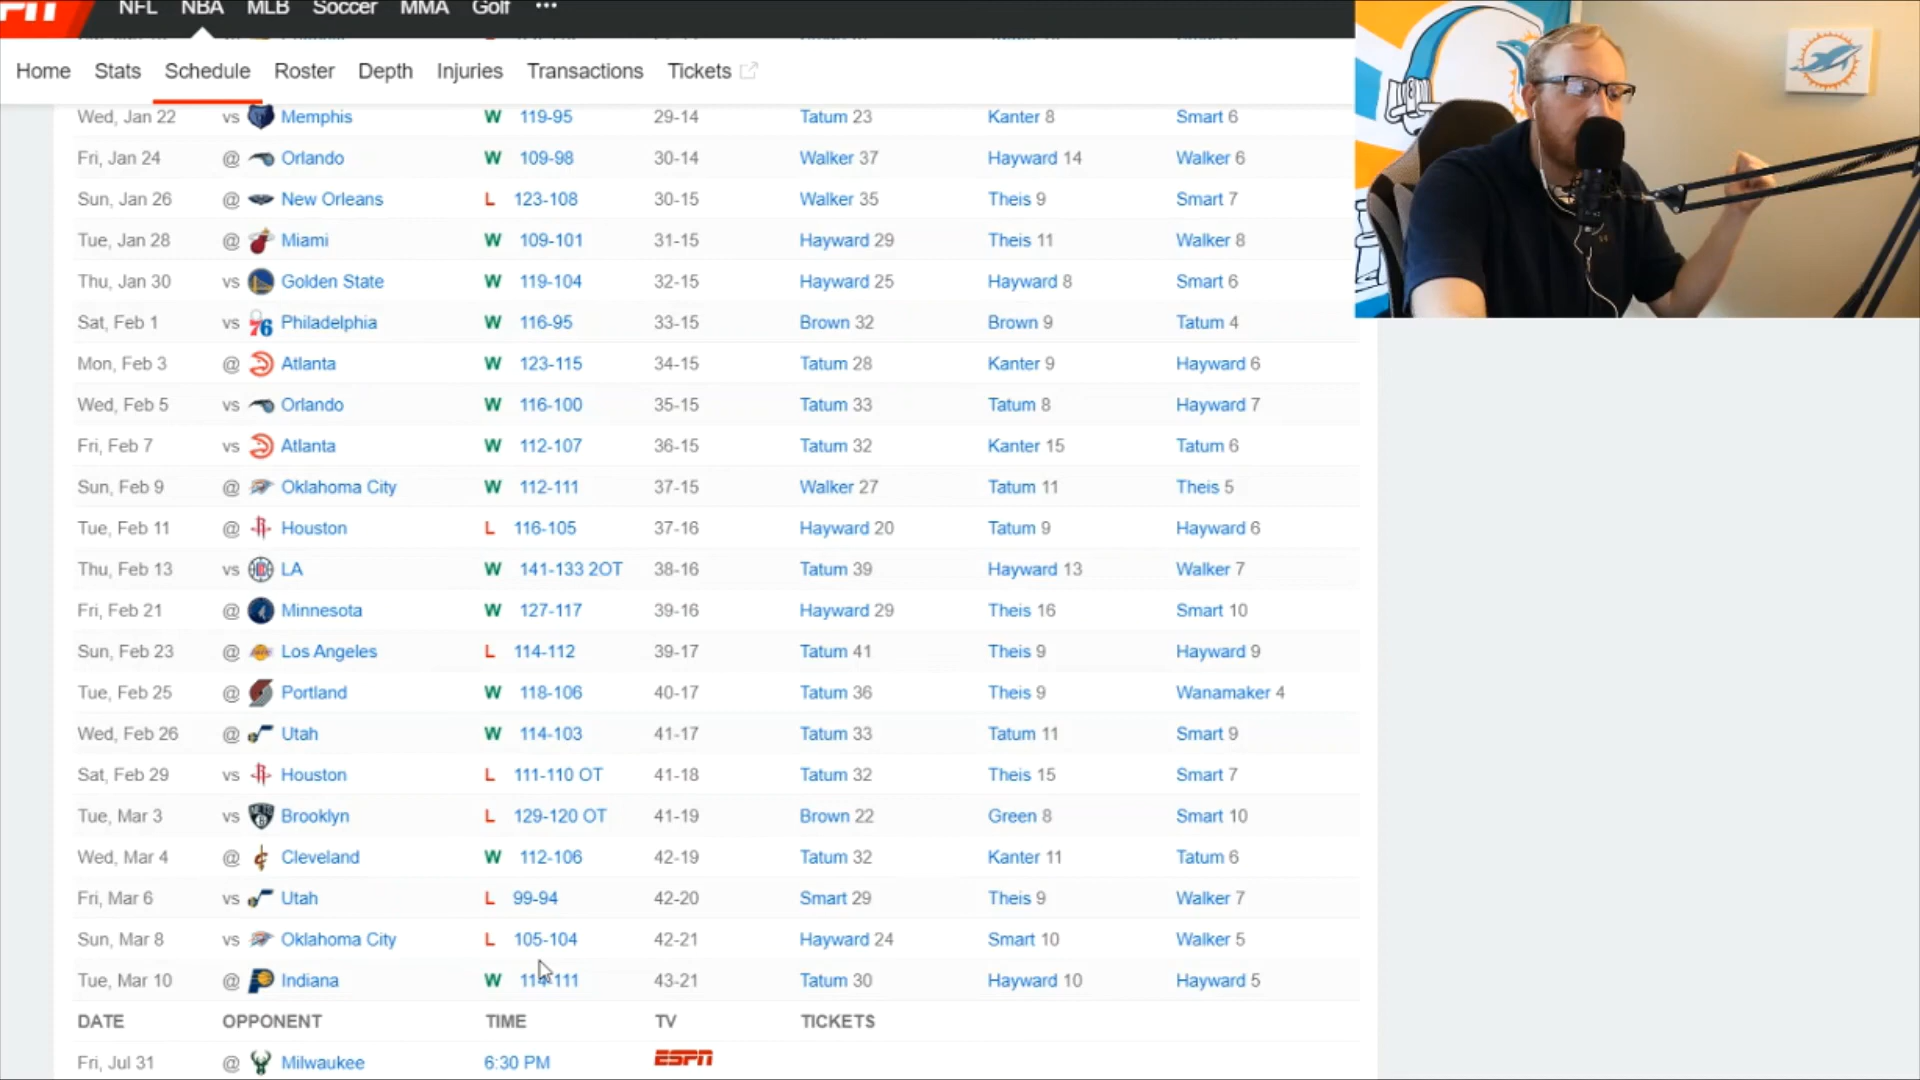 NFL NBA MLB Soccer MMA Golf ...
Home Stats Schedule Roster Depth Injuries Transactions Tickets
Wed, Jan 22 vs Memphis W 119-95 29-14 Tatum 23 Kanter 8 Smart 6
Fri, Jan 24 @ Orlando W 109-98 30-14 Walker 37 Hayward 14 Walker 6
Sun, Jan 26 @ New Orleans L 123-108 30-15 Walker 35 Theis 9 Smart 7
Tue, Jan 28 @ Miami W 109-101 31-15 Hayward 29 Theis 11 Walker 8
Thu, Jan 30 vs Golden State W 119-104 32-15 Hayward 25 Hayward 8 Smart 6
Sat, Feb 1 vs 76 Philadelphia W 116-95 33-15 Brown 32 Brown 9 Tatum 4
Mon, Feb 3 @ Atlanta W 123-115 34-15 Tatum 28 Kanter 9 Hayward 6
Wed, Feb 5 vs Orlando W 116-100 35-15 Tatum 33 Tatum 8 Hayward 7
Fri, Feb 7 vs Atlanta W 112-107 36-15 Tatum 32 Kanter 15 Tatum 6
Sun, Feb 9 @ Oklahoma City W 112-111 37-15 Walker 27 Tatum 11 Theis 5
Tue, Feb 11 @ Houston L 116-105 37-16 Hayward 20 Tatum 9 Hayward 6
Thu, Feb 13 vs LA W 141-133 2OT 38-16 Tatum 39 Hayward 13 Walker 7
Fri, Feb 21 @ Minnesota W 127-117 39-16 Hayward 29 Theis 16 Smart 10
Sun, Feb 23 @ Los Angeles L 114-112 39-17 Tatum 41 Theis 9 Hayward 9
Tue, Feb 25 @ Portland W 118-106 40-17 Tatum 36 Theis 9 Wanamaker 4
Wed, Feb 26 @ Utah W 114-103 41-17 Tatum 33 Tatum 11 Smart 9
Sat, Feb 29 vs Houston L 111-110 OT 41-18 Tatum 32 Theis 15 Smart 7
Tue, Mar 3 vs Brooklyn L 129-120 OT 41-19 Brown 22 Green 8 Smart 10
Wed, Mar 4 @ Cleveland W 112-106 42-19 Tatum 32 Kanter 11 Tatum 6
Fri, Mar 6 vs Utah L 99-94 42-20 Smart 29 Theis 9 Walker 7
Sun, Mar 8 vs Oklahoma City L 105-104 42-21 Hayward 24 Smart 10 Walker 5
Tue, Mar 10 @ Indiana W 114-111 43-21 Tatum 30 Hayward 10 Hayward 5
DATE OPPONENT TIME TV TICKETS
Fri, Jul 31 @ Milwaukee 6:30 PM ESPN